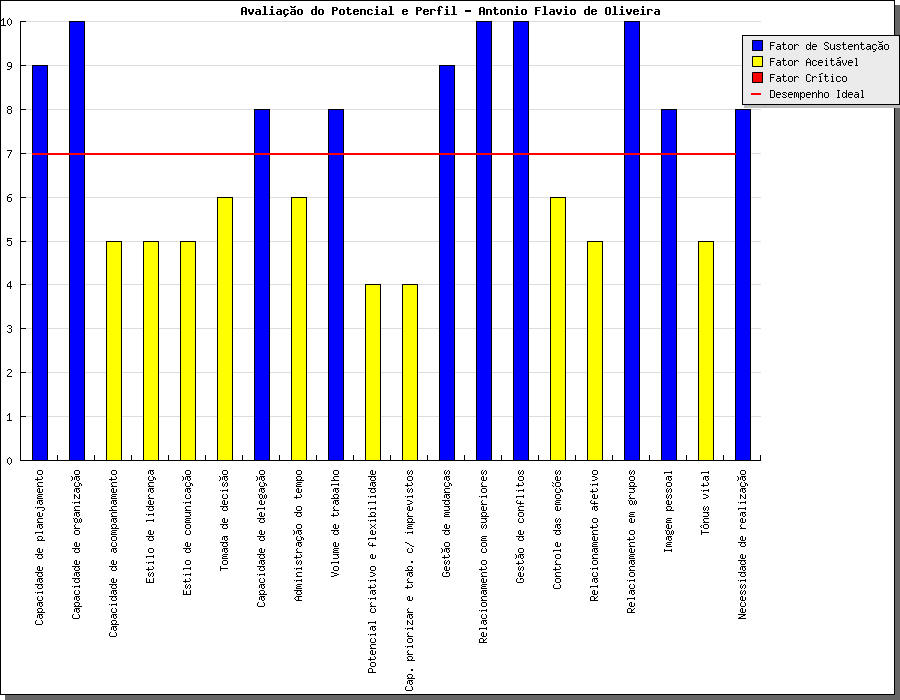 Avaliação do Potencial e Perfil - Antonio Flavio de Oliveira
Fator de Sustentação
Fator Aceitável
Fator Crítico
Desempenho Ideal
10
9
8
7
6
5
4
3
2
1
0
Capacidade de planejamento
Capacidade de organização
Capacidade de acompanhamento
Estilo de liderança
Estilo de comunicação
Tomada de decisão
Capacidade de delegação
Administração do tempo
Volume de trabalho
Potencial criativo e flexibilidade
Cap. priorizar e trab. c/ imprevistos
Gestão de mudanças
Relacionamento com superiores
Gestão de conflitos
Controle das emoções
Relacionamento afetivo
Relacionamento em grupos
Imagem pessoal
Tônus vital
Necessidade de realização